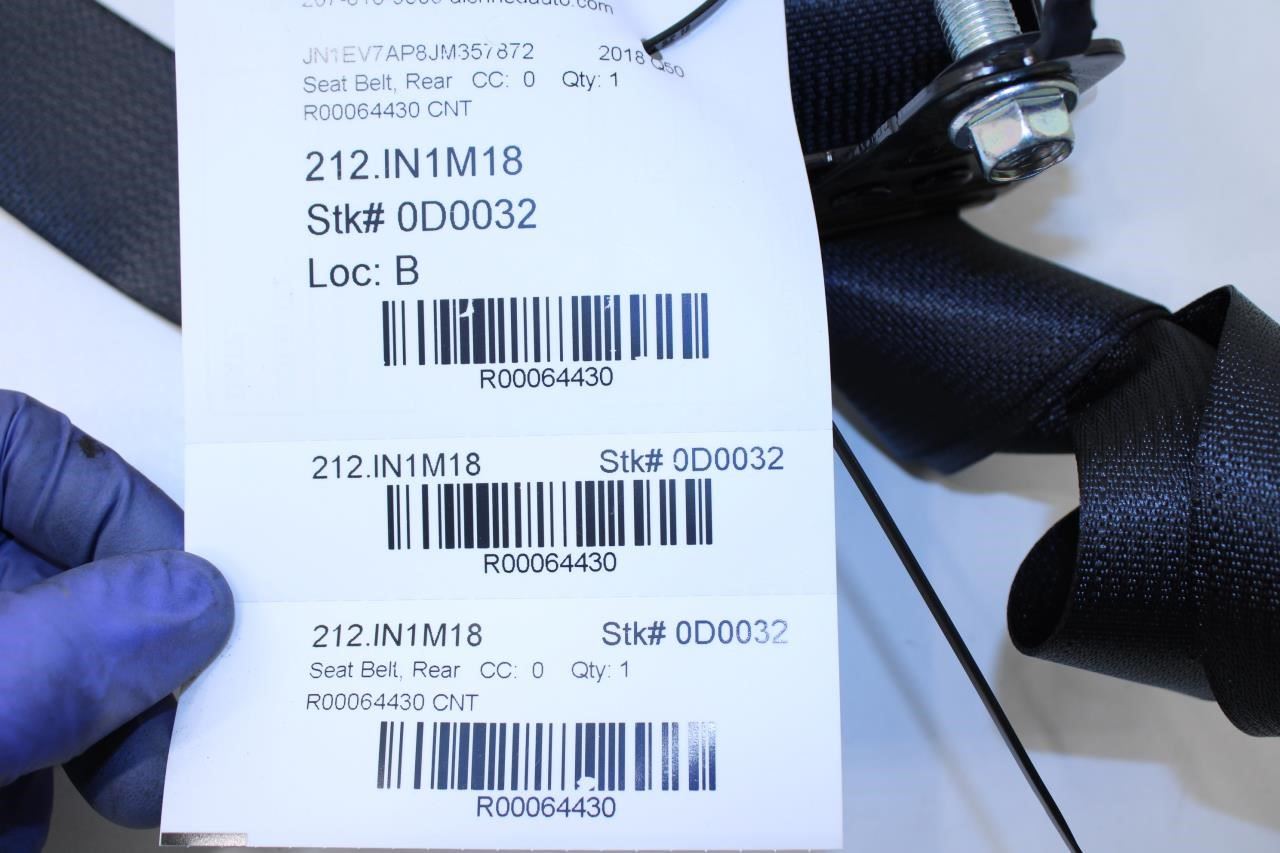 JN1EV7AP8JM357872 2018 Q50
Seat Belt, Rear CC: 0 Qty: 1
R00064430 CNT
212.IN1M18
Stk# 0D0032
Loc: B
R00064430
212.IN1M18 Stk# 0D0032
R00064430
212.IN1M18 Stk# 0D0032
Seat Belt, Rear CC: 0 Qty: 1
R00064430 CNT
R00064430